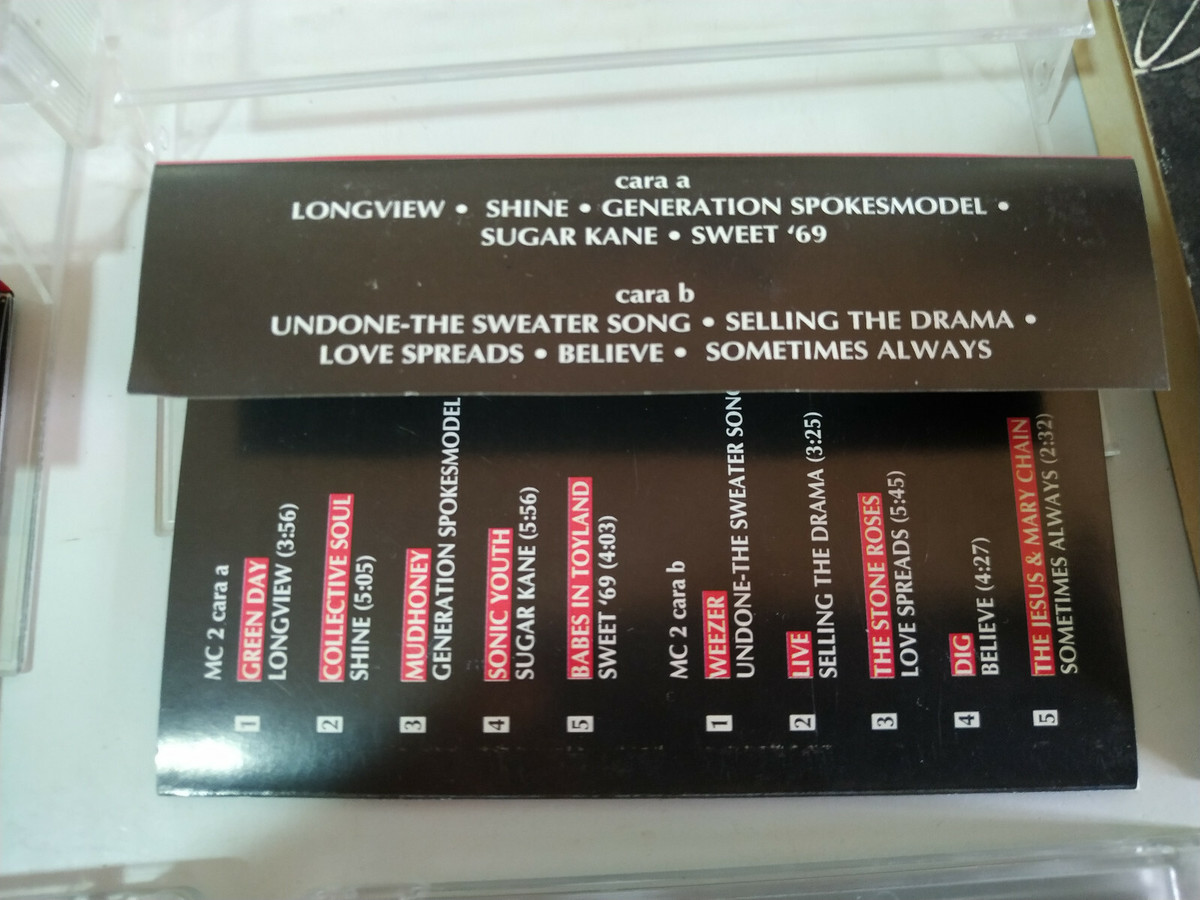 cara a
LONGVIEW • SHINE • GENERATION SPOKESMODEL •
SUGAR KANE • SWEET ‘69
cara b
UNDONE-THE SWEATER SONG • SELLING THE DRAMA •
LOVE SPREADS • BELIEVE • SOMETIMES ALWAYS
MC 2 cara a
1 GREEN DAY
LONGVIEW (3:56)
2 COLLECTIVE SOUL
SHINE (5:05)
3 MUDHONEY
GENERATION SPOKESMODEL
4 SONIC YOUTH
SUGAR KANE (5:56)
5 BABES IN TOYLAND
SWEET ‘69 (4:03)
MC 2 cara b
1 WEEZER
UNDONE-THE SWEATER SONG
2 LIVE
SELLING THE DRAMA (3:25)
3 THE STONE ROSES
LOVE SPREADS (5:45)
4 DIG
BELIEVE (4:27)
5 THE JESUS & MARY CHAIN
SOMETIMES ALWAYS (2:32)